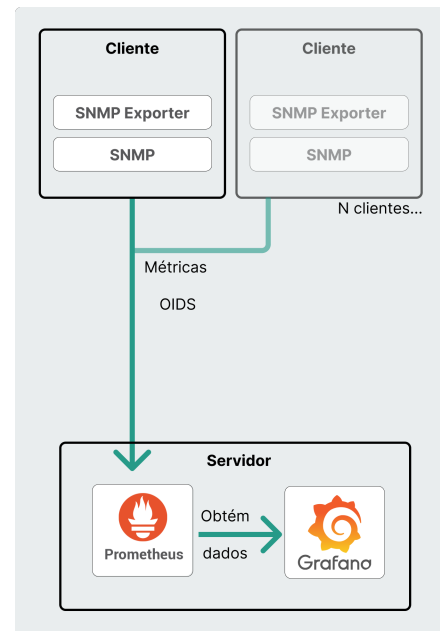 Cliente
SNMP Exporter
SNMP
Cliente
SNMP Exporter
SNMP
N clientes...
Métricas
OIDS
Servidor
Prometheus
Obtém
dados
Grafana